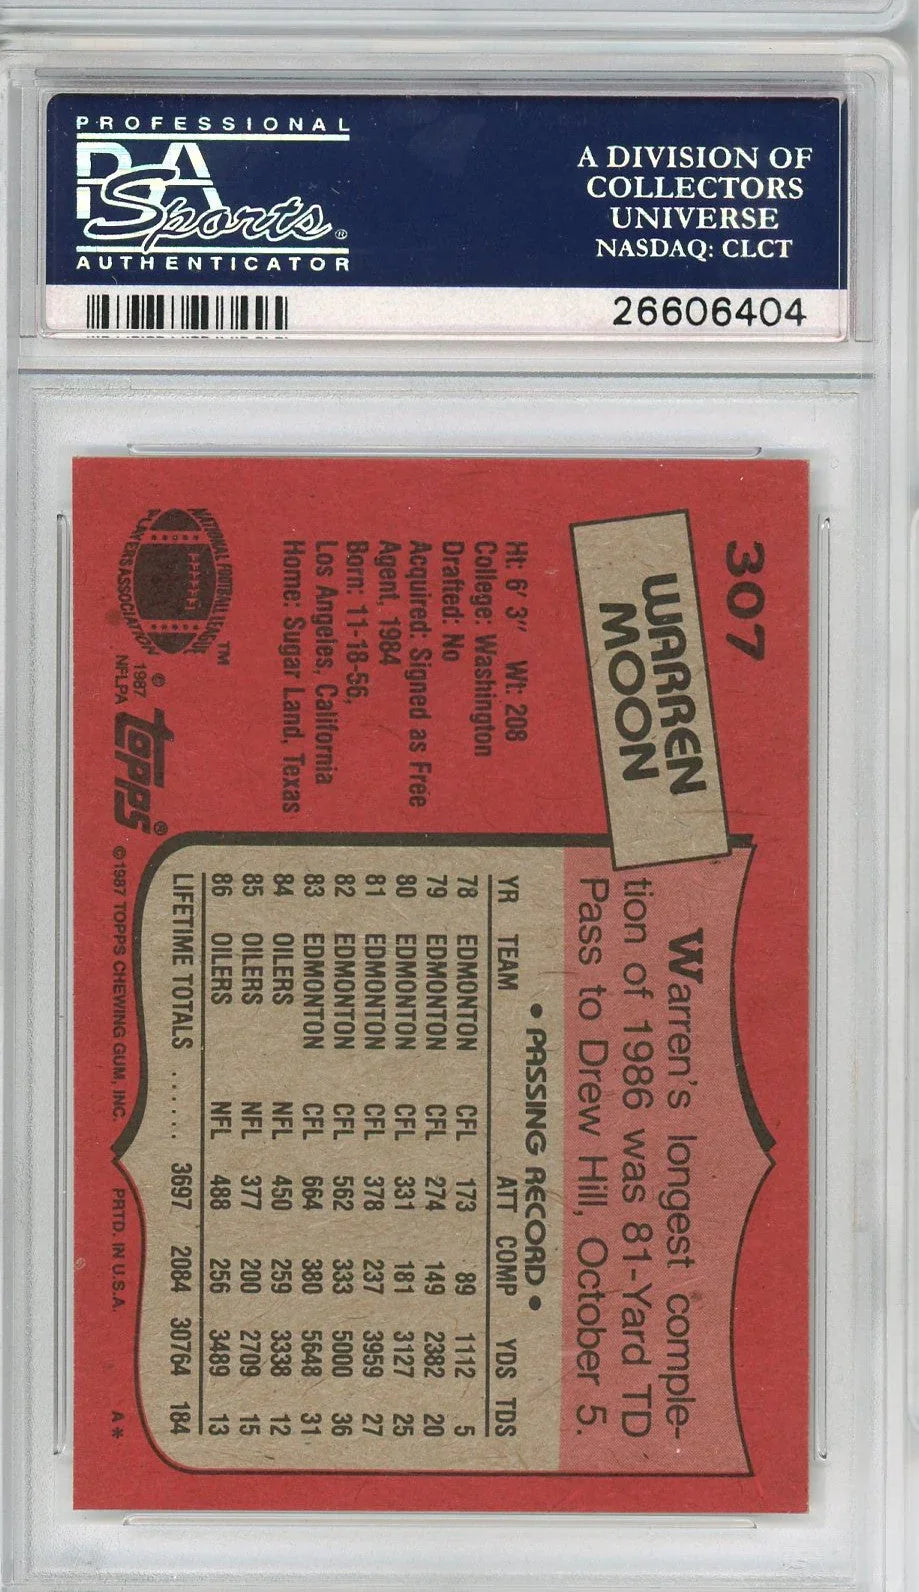 PROFESSIONAL
PSA
Sports®
AUTHENTICATOR
A DIVISION OF
COLLECTORS
UNIVERSE
NASDAQ: CLCT
26606404
307
WARREN
MOON
Ht: 6' 3" Wt: 208
College: Washington
Drafted: No
Acquired: Signed as Free
Agent, 1984
Born: 11-18-56,
Los Angeles, California
Home: Sugar Land, Texas
NATIONAL FOOTBALL LEAGUE
PLAYERS ASSOCIATION
TM
© 1987
NFLPA
topps®
Warren's longest comple-
tion of 1986 was 81-Yard TD
Pass to Drew Hill, October 5.
• PASSING RECORD •
YR TEAM ATT COMP YDS TDS
78 EDMONTON CFL 173 89 1112 5
79 EDMONTON CFL 274 149 2382 20
80 EDMONTON CFL 331 181 3127 25
81 EDMONTON CFL 378 237 3959 27
82 EDMONTON CFL 562 333 5000 36
83 EDMONTON CFL 664 380 5648 31
84 OILERS NFL 450 259 3338 12
85 OILERS NFL 377 200 2709 15
86 OILERS NFL 488 256 3489 13
LIFETIME TOTALS ...... 3697 2084 30764 184
©1987 TOPPS CHEWING GUM, INC. PRTD. IN U.S.A. A*